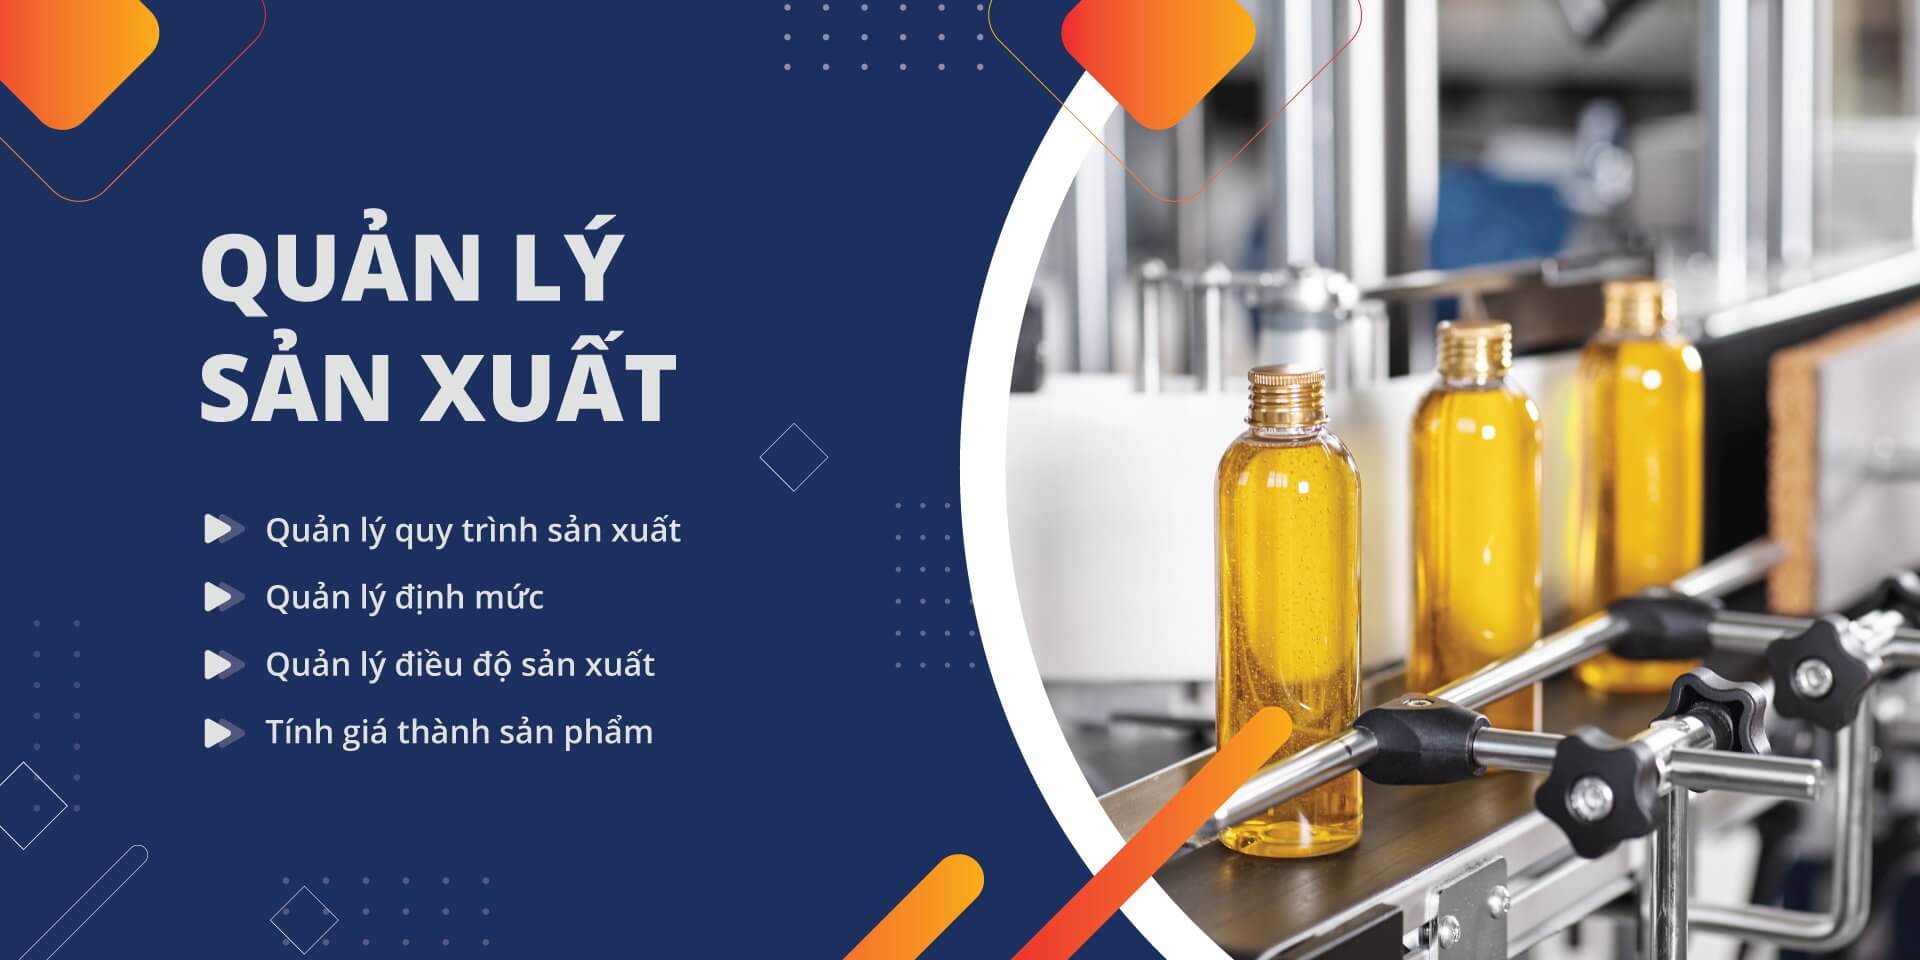 QUẢN LÝ
SẢN XUẤT
Quản lý quy trình sản xuất
Quản lý định mức
Quản lý điều độ sản xuất
Tính giá thành sản phẩm